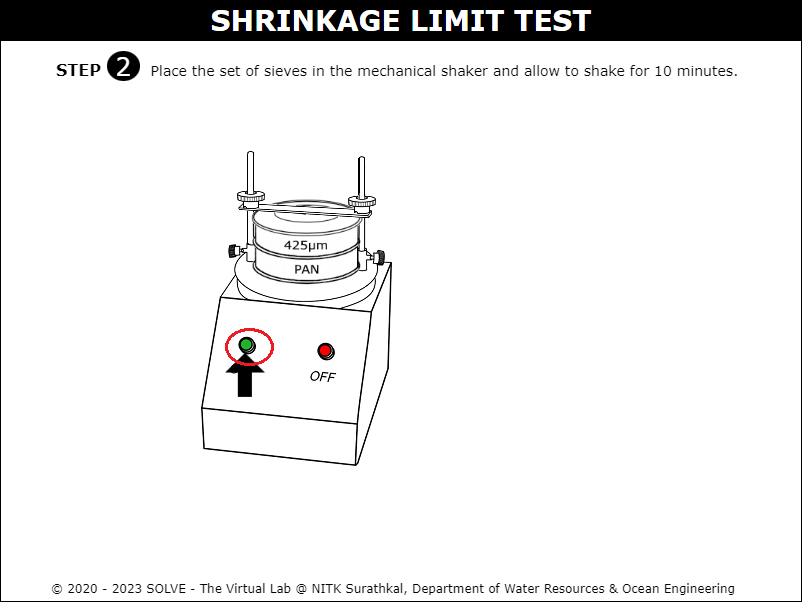 SHRINKAGE LIMIT TEST
STEP 2 Place the set of sieves in the mechanical shaker and allow to shake for 10 minutes.
425µm
PAN
OFF
© 2020 - 2023 SOLVE - The Virtual Lab @ NITK Surathkal, Department of Water Resources & Ocean Engineering